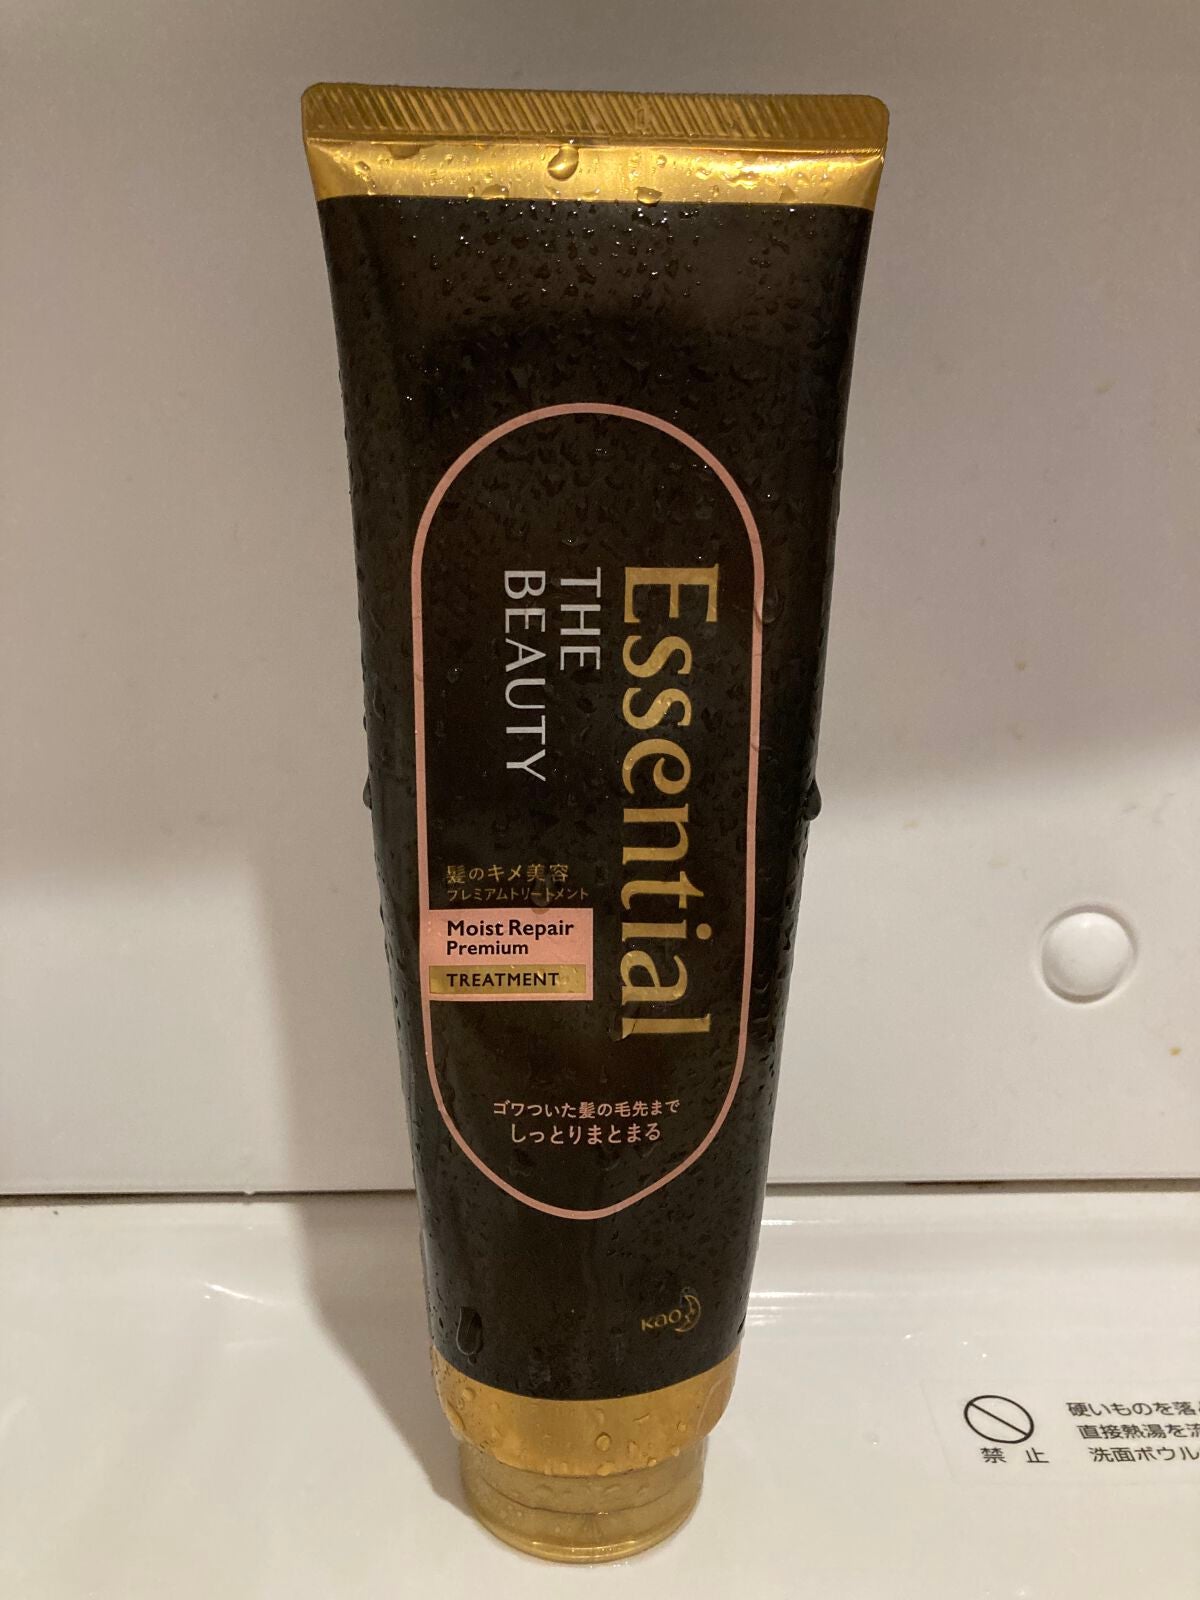 Essential
THE
BEAUTY
髪のキメ美容
プレミアムトリートメント
Moist Repair
Premium
TREATMENT
ゴワついた髪の毛先まで
しっとりまとまる
Kao
硬いものを落
直接熱湯を流
禁止
洗面ボウル